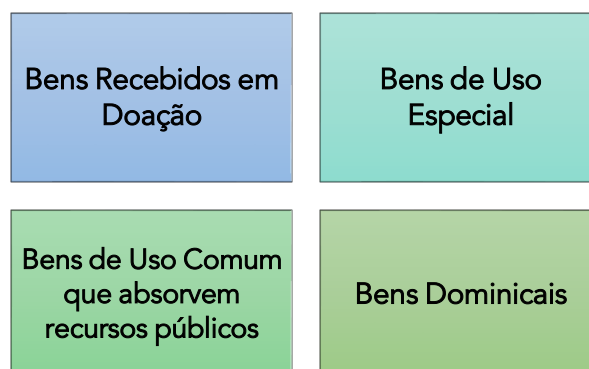 Bens Recebidos em
Doação
Bens de Uso
Especial
Bens de Uso Comum
que absorvem
recursos públicos
Bens Dominicais